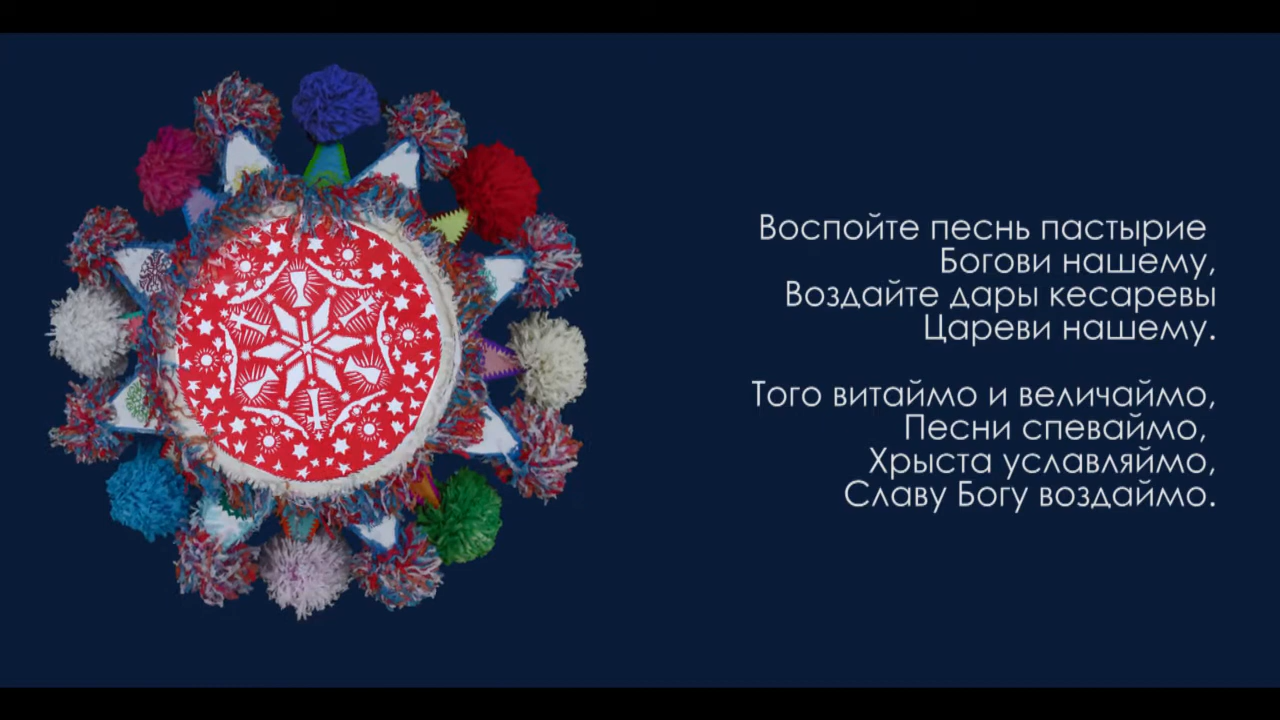 Воспойте песнь пастырие
Богови нашему,
Воздайте дары кесаревы
Цареви нашему.
Того витаймо и величаймо,
Песни спеваймо,
Хрыста уславляймо,
Славу Богу воздаймо.